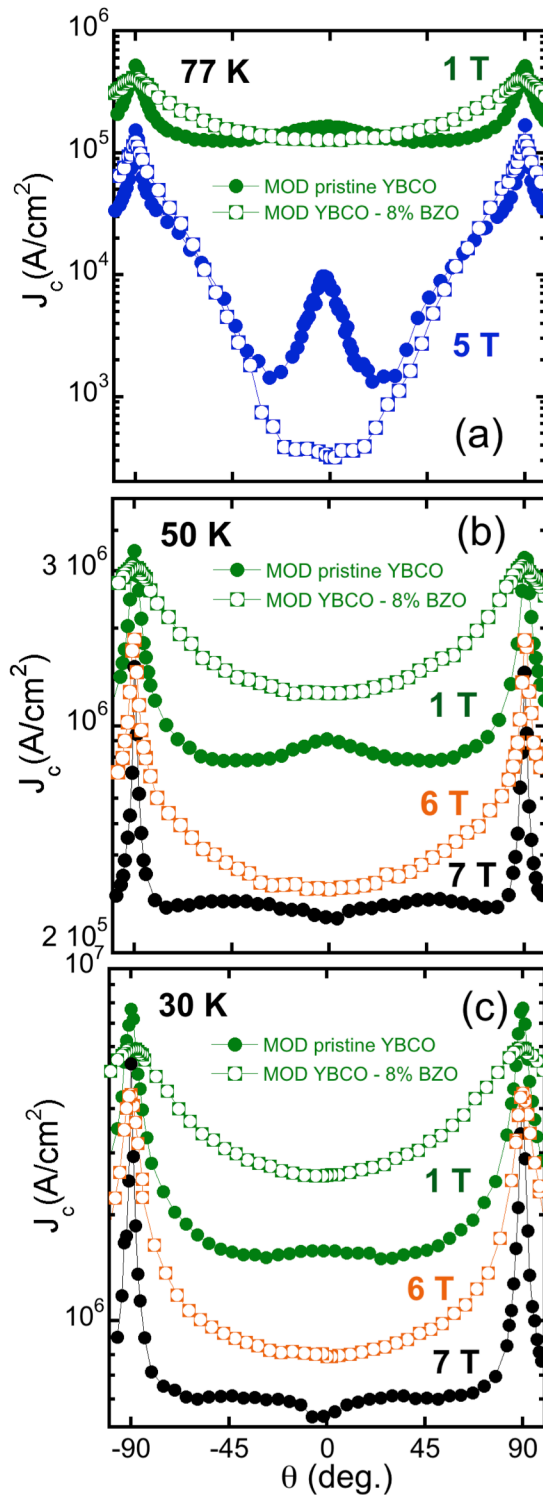 10^6
77 K
1 T
10^5
MOD pristine YBCO
MOD YBCO - 8% BZO
J_c(A/cm^2)
10^4
5 T
10^3
(a)
50 K
(b)
3 10^6
MOD pristine YBCO
MOD YBCO - 8% BZO
J_c(A/cm^2)
1 T
10^6
6 T
7 T
2 10^5
10^7
30 K
(c)
MOD pristine YBCO
MOD YBCO - 8% BZO
J_c(A/cm^2)
1 T
6 T
10^6
7 T
-90 -45 0 45 90
θ (deg.)